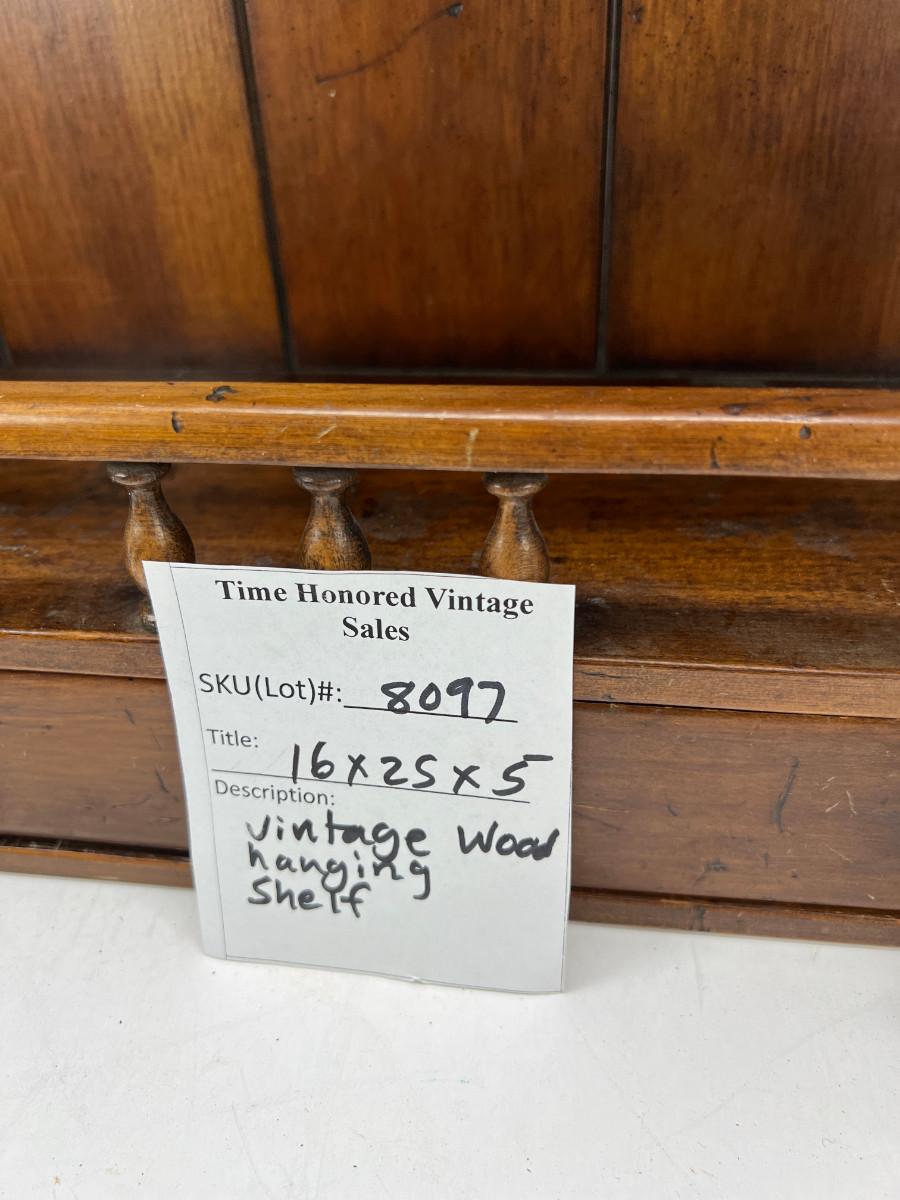 Time Honored Vintage
Sales
SKU(Lot)#: 8097
Title:
16x25x5
Description:
vintage Wood
hanging
Shelf